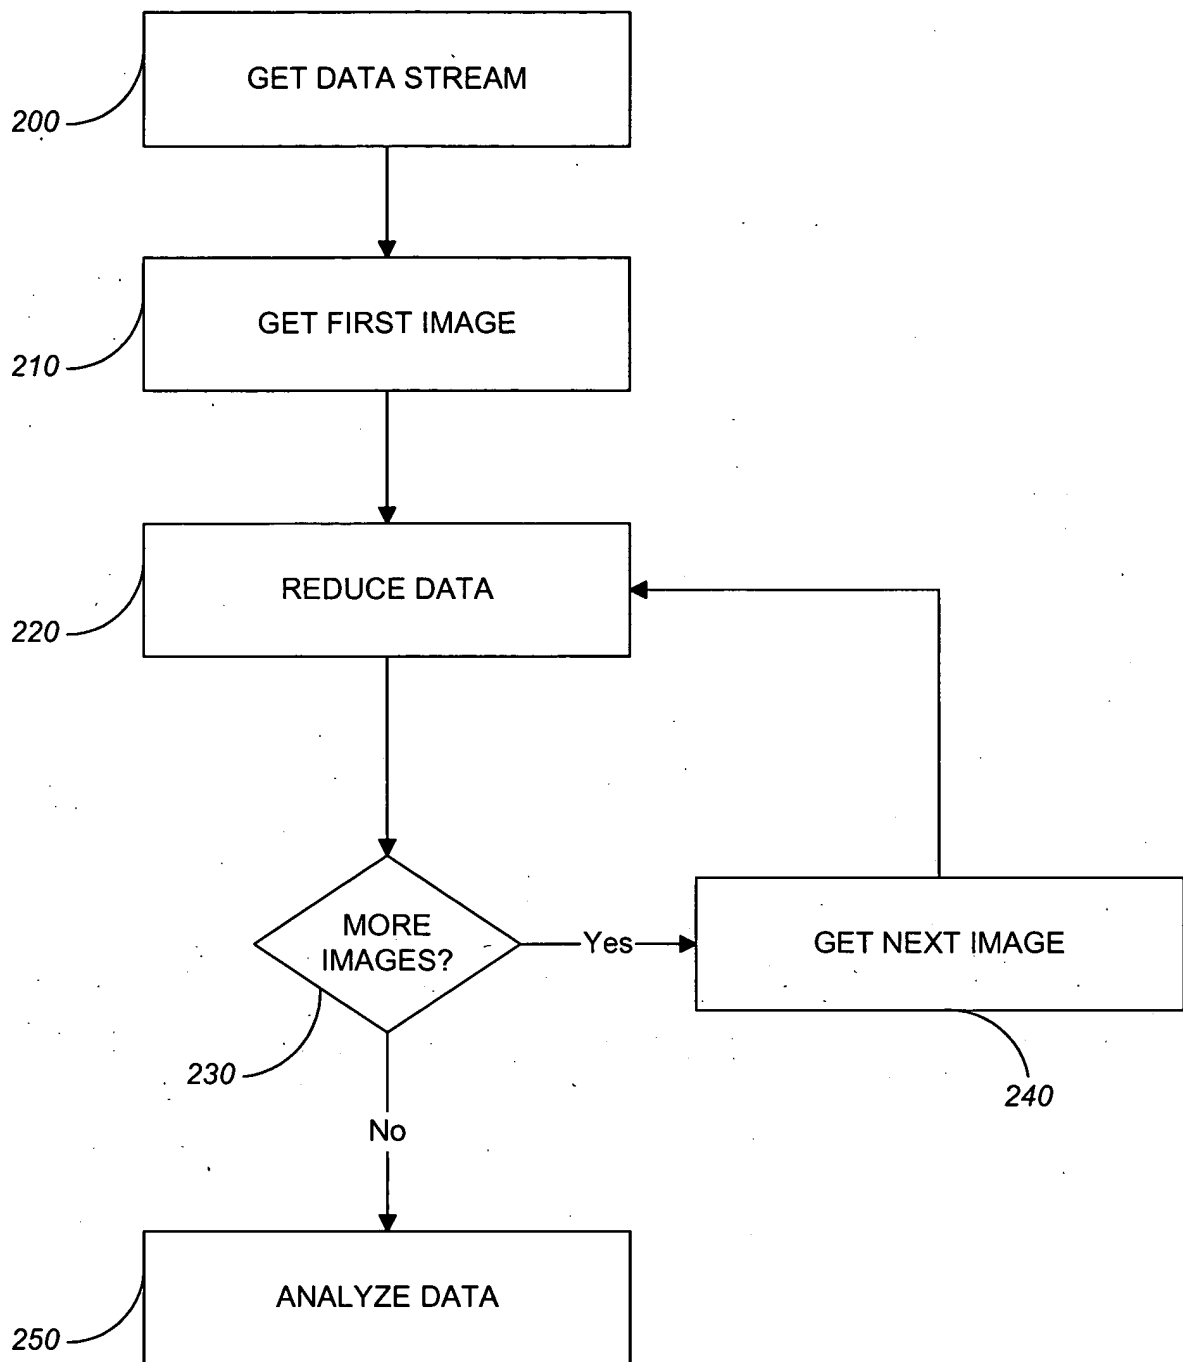 GET DATA STREAM
200
GET FIRST IMAGE
210
REDUCE DATA
220
MORE
IMAGES?
Yes
GET NEXT IMAGE
230
240
No
ANALYZE DATA
250